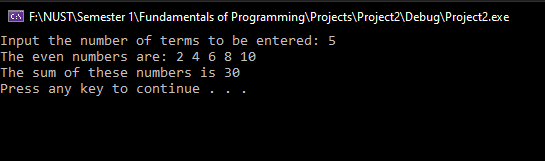 F:\NUST\Semester 1\Fundamentals of Programming\Projects\Project2\Debug\Project2.exe
Input the number of terms to be entered: 5
The even numbers are: 2 4 6 8 10
The sum of these numbers is 30
Press any key to continue . . .